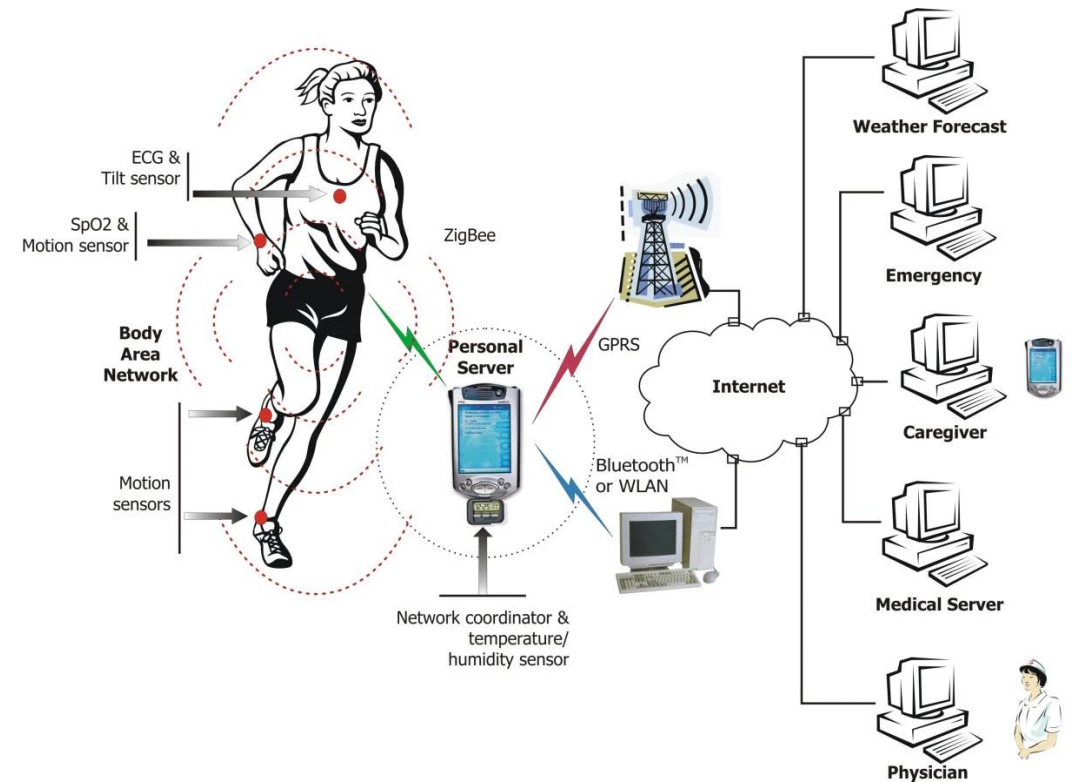 ECG &
Tilt sensor
SpO2 &
Motion sensor
Body
Area
Network
Motion
sensors
ZigBee
Personal
Server
Network coordinator &
temperature/
humidity sensor
GPRS
Bluetooth™
or WLAN
Internet
Weather Forecast
Emergency
Caregiver
Medical Server
Physician